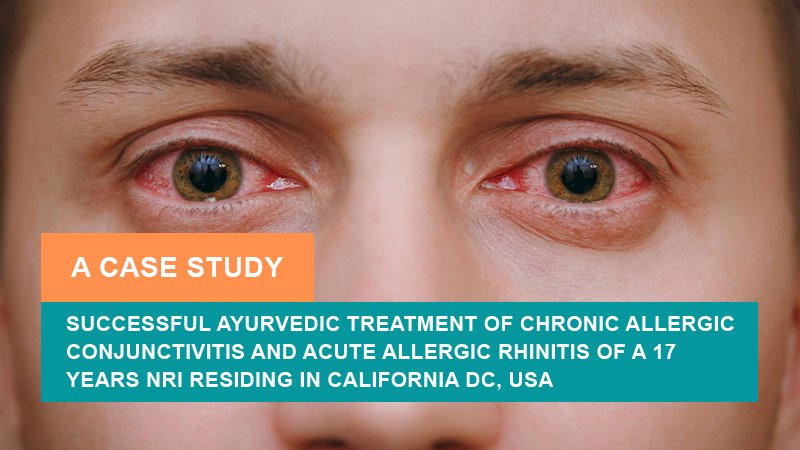 A CASE STUDY
SUCCESSFUL AYURVEDIC TREATMENT OF CHRONIC ALLERGIC
CONJUNCTIVITIS AND ACUTE ALLERGIC RHINITIS OF A 17
YEARS NRI RESIDING IN CALIFORNIA DC, USA